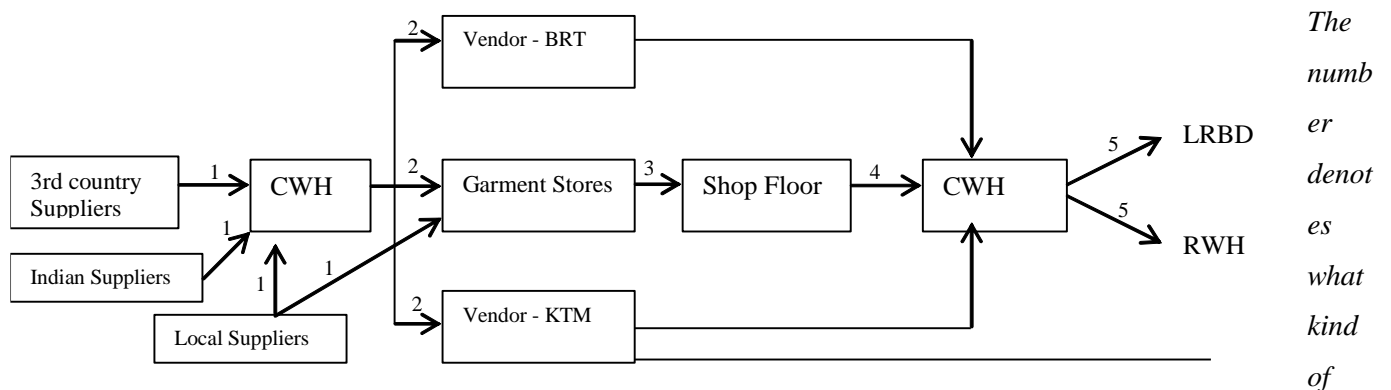 2
Vendor - BRT
3rd country
Suppliers
1
CWH
2
Garment Stores
3
Shop Floor
4
CWH
5
LRBD
5
RWH
1
Indian Suppliers
1
1
Local Suppliers
2
Vendor - KTM
The
numb
er
denot
es
what
kind
of